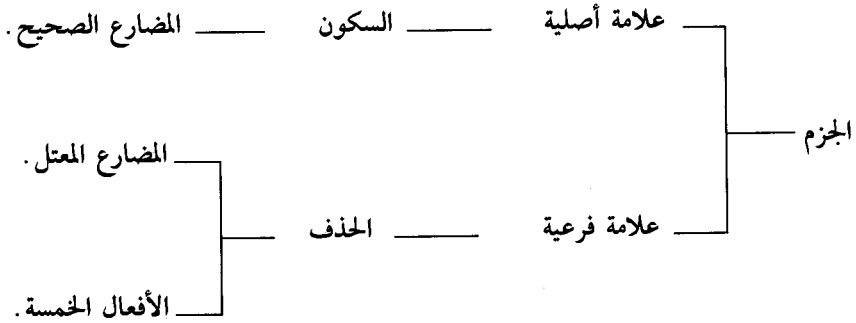 علامة أصلية السكون المضارع الصحيح.
الجزم
المضارع المعتل.
علامة فرعية الحذف
الأفعال الخمسة.